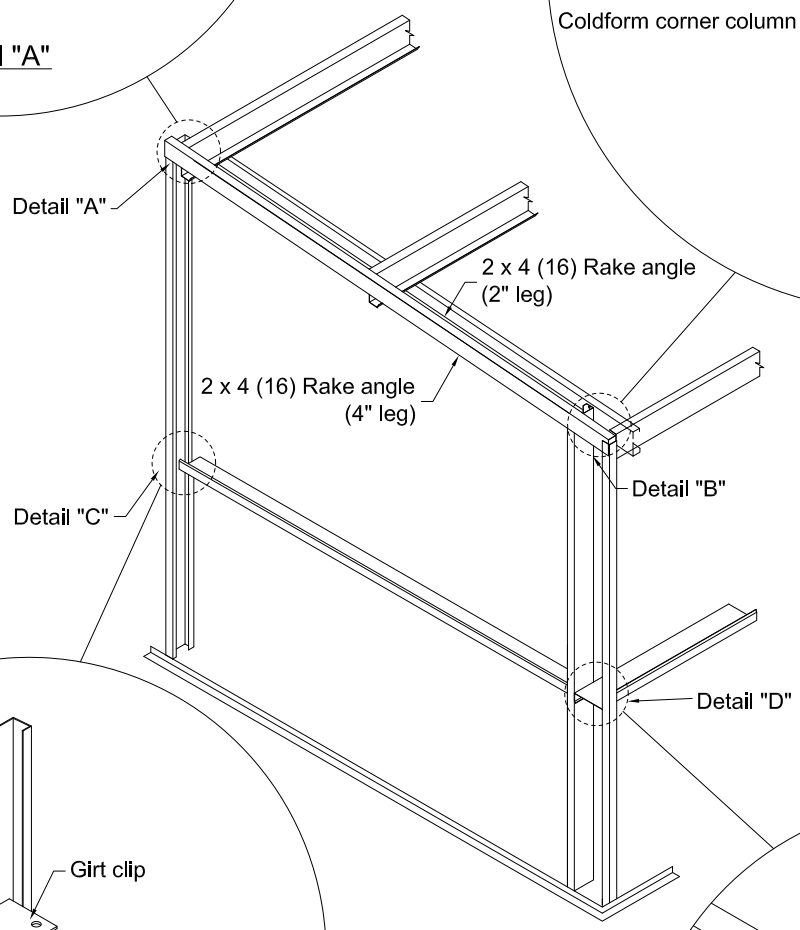 Coldform corner column
"A"
Detail "A"
2 x 4 (16) Rake angle
(2" leg)
2 x 4 (16) Rake angle
(4" leg)
Detail "B"
Detail "C"
Detail "D"
Girt clip